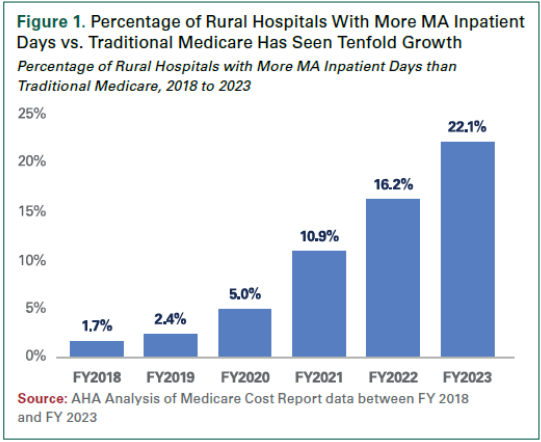 Figure 1. Percentage of Rural Hospitals With More MA Inpatient
Days vs. Traditional Medicare Has Seen Tenfold Growth
Percentage of Rural Hospitals with More MA Inpatient Days than
Traditional Medicare, 2018 to 2023
25%
20%
15%
10%
5%
0%
1.7%
2.4%
5.0%
10.9%
16.2%
22.1%
FY2018 FY2019 FY2020 FY2021 FY2022 FY2023
Source: AHA Analysis of Medicare Cost Report data between FY 2018
and FY 2023